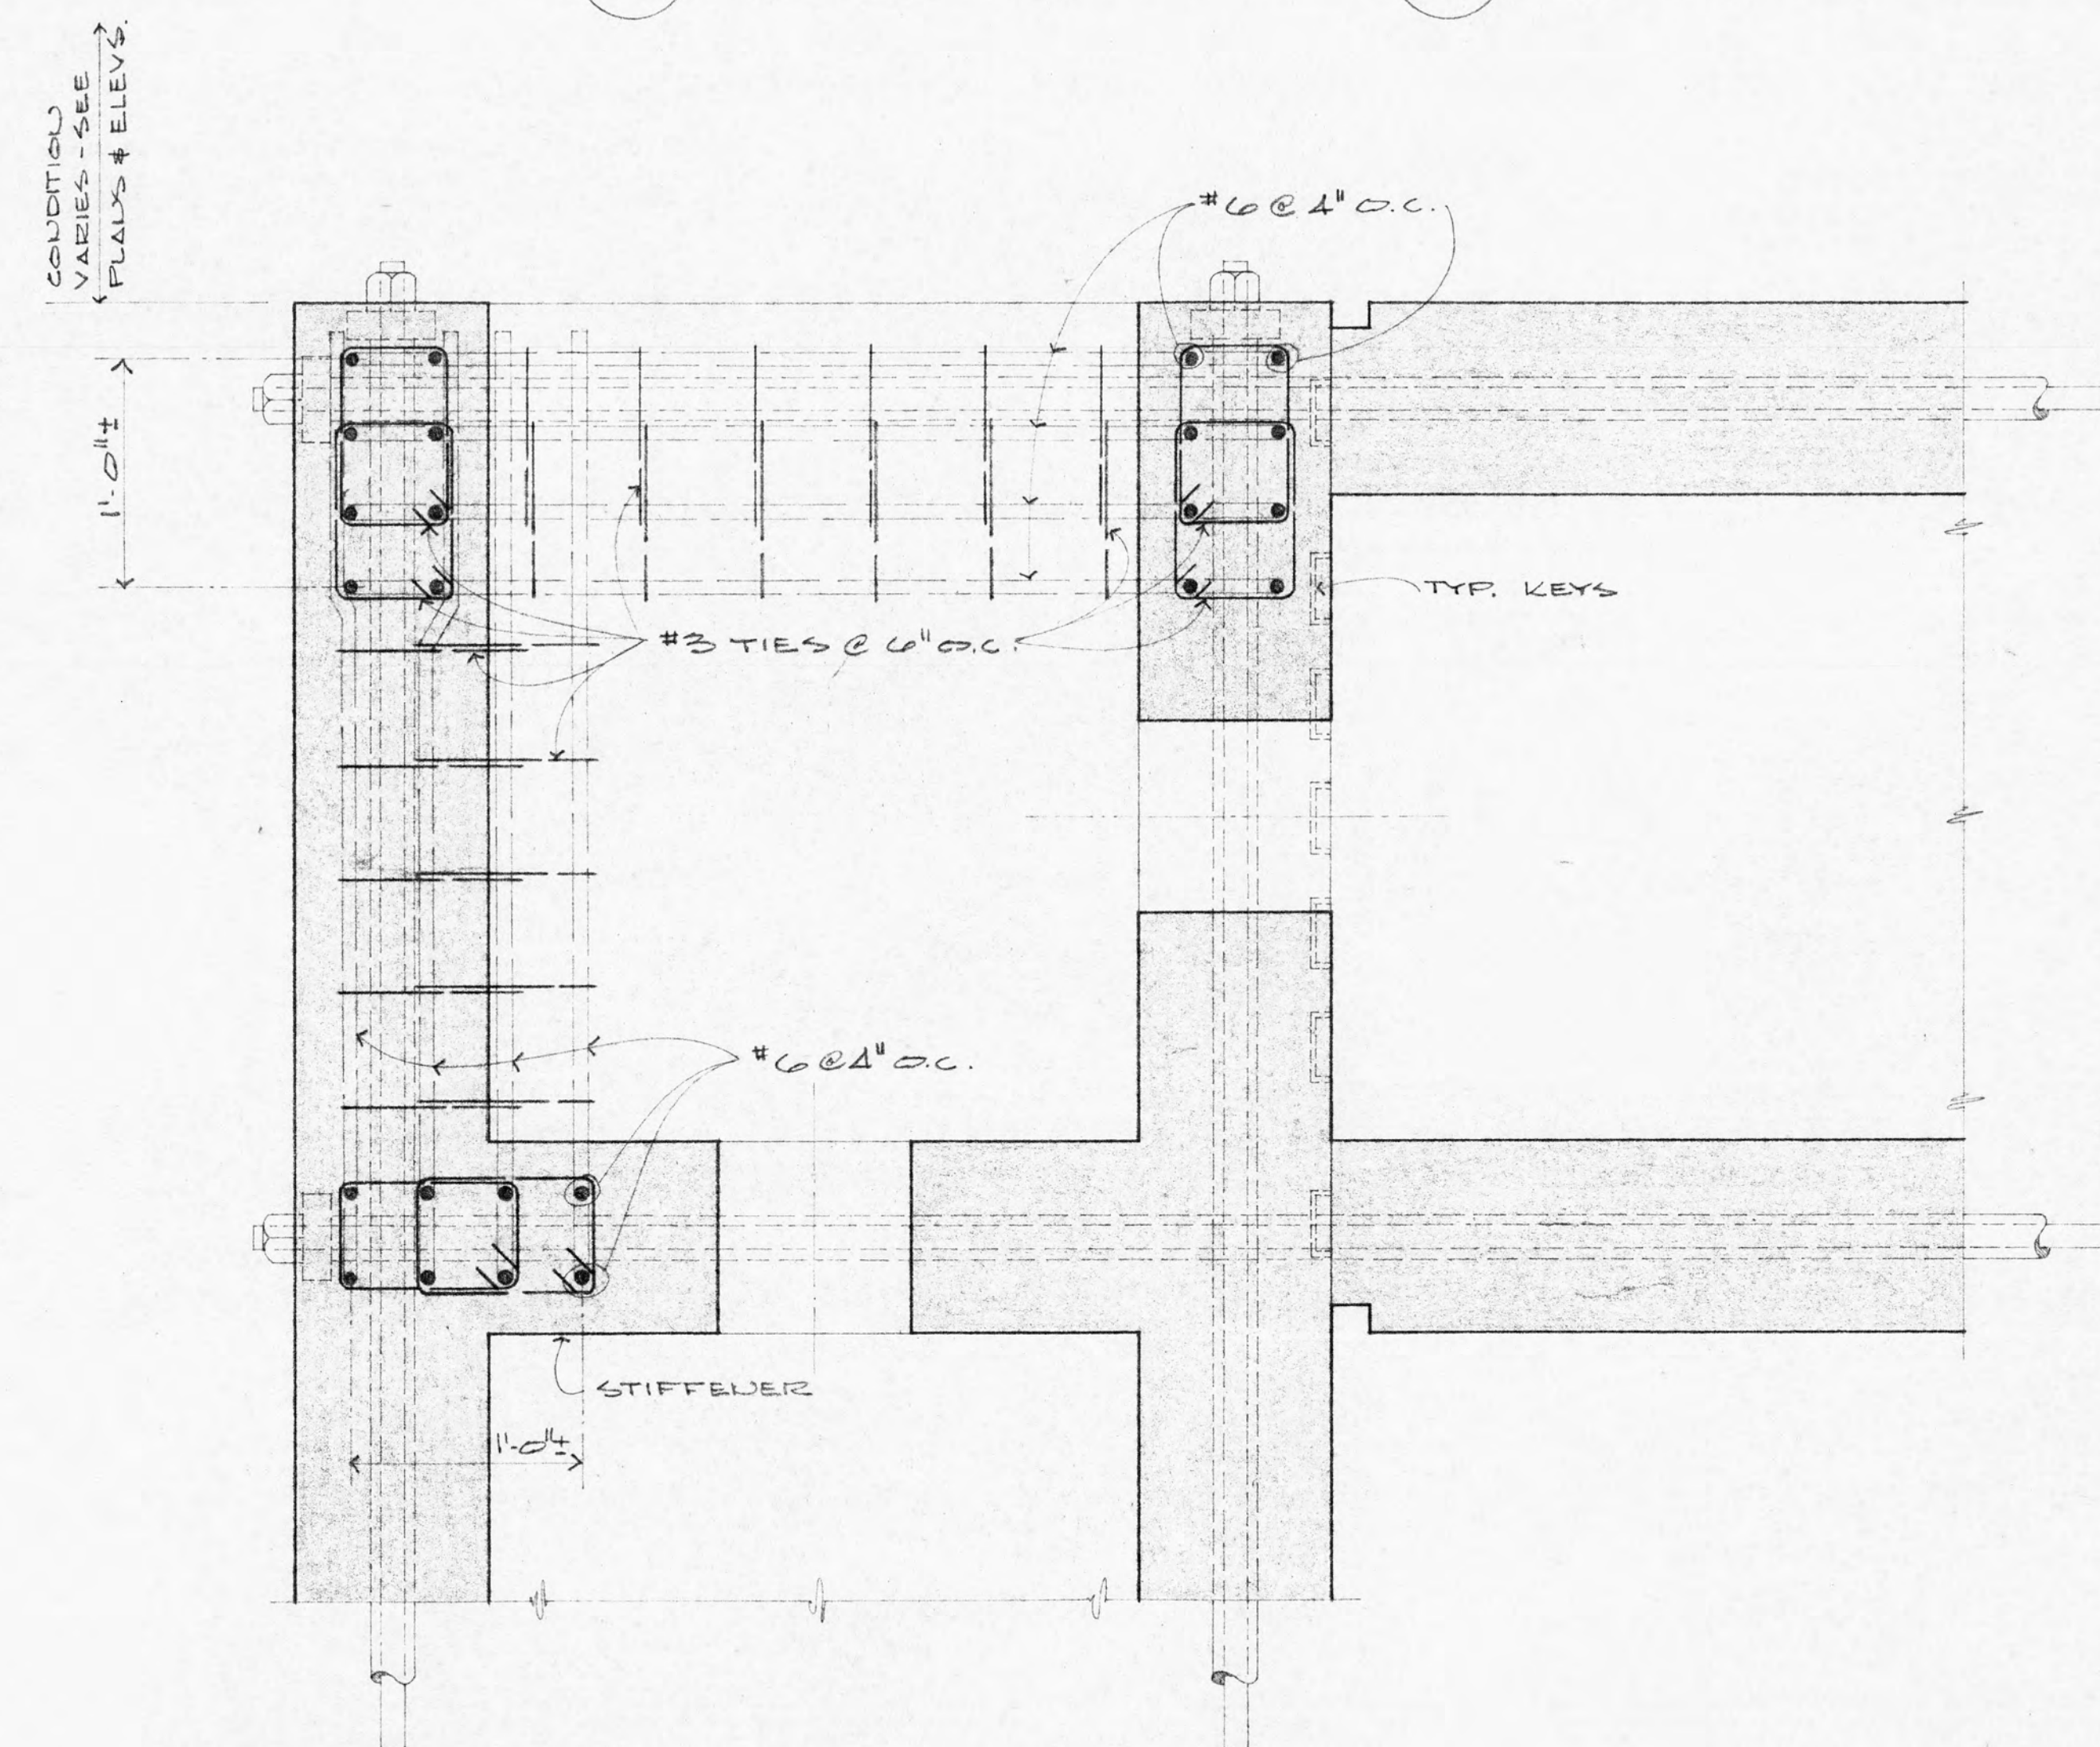 CONDITION
VARIES - SEE
PLANS & ELEVS.
#6 @ 4" O.C.
1'-0"±
TYP. KEYS
#3 TIES @ 6" O.C.
#6 @ 4" O.C.
STIFFENER
1'-0"±